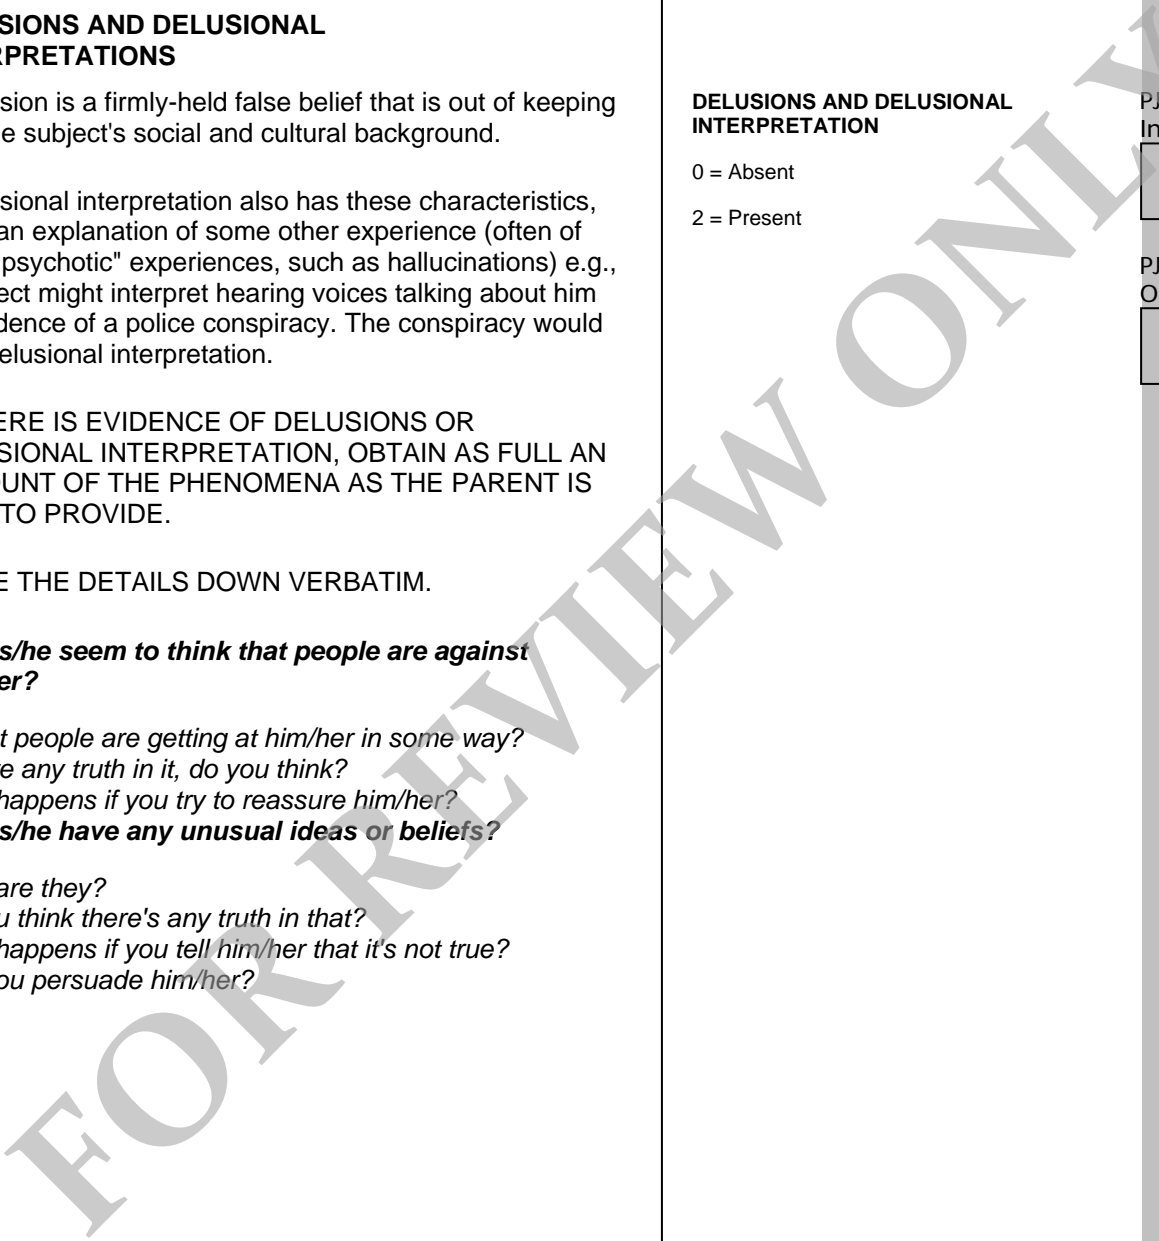 SIONS AND DELUSIONAL
RPRETATIONS
sion is a firmly-held false belief that is out of keeping
e subject's social and cultural background.
sional interpretation also has these characteristics,
an explanation of some other experience (often of
psychotic" experiences, such as hallucinations) e.g.,
ect might interpret hearing voices talking about him
dence of a police conspiracy. The conspiracy would
elusional interpretation.
ERE IS EVIDENCE OF DELUSIONS OR
SIONAL INTERPRETATION, OBTAIN AS FULL AN
OUNT OF THE PHENOMENA AS THE PARENT IS
TO PROVIDE.
E THE DETAILS DOWN VERBATIM.
s/he seem to think that people are against
er?
t people are getting at him/her in some way?
e any truth in it, do you think?
happens if you try to reassure him/her?
s/he have any unusual ideas or beliefs?
are they?
u think there's any truth in that?
happens if you tell him/her that it's not true?
ou persuade him/her?
DELUSIONS AND DELUSIONAL
INTERPRETATION
0 = Absent
2 = Present
PJ
In
PJ
O
FOR REVIEW ONLY